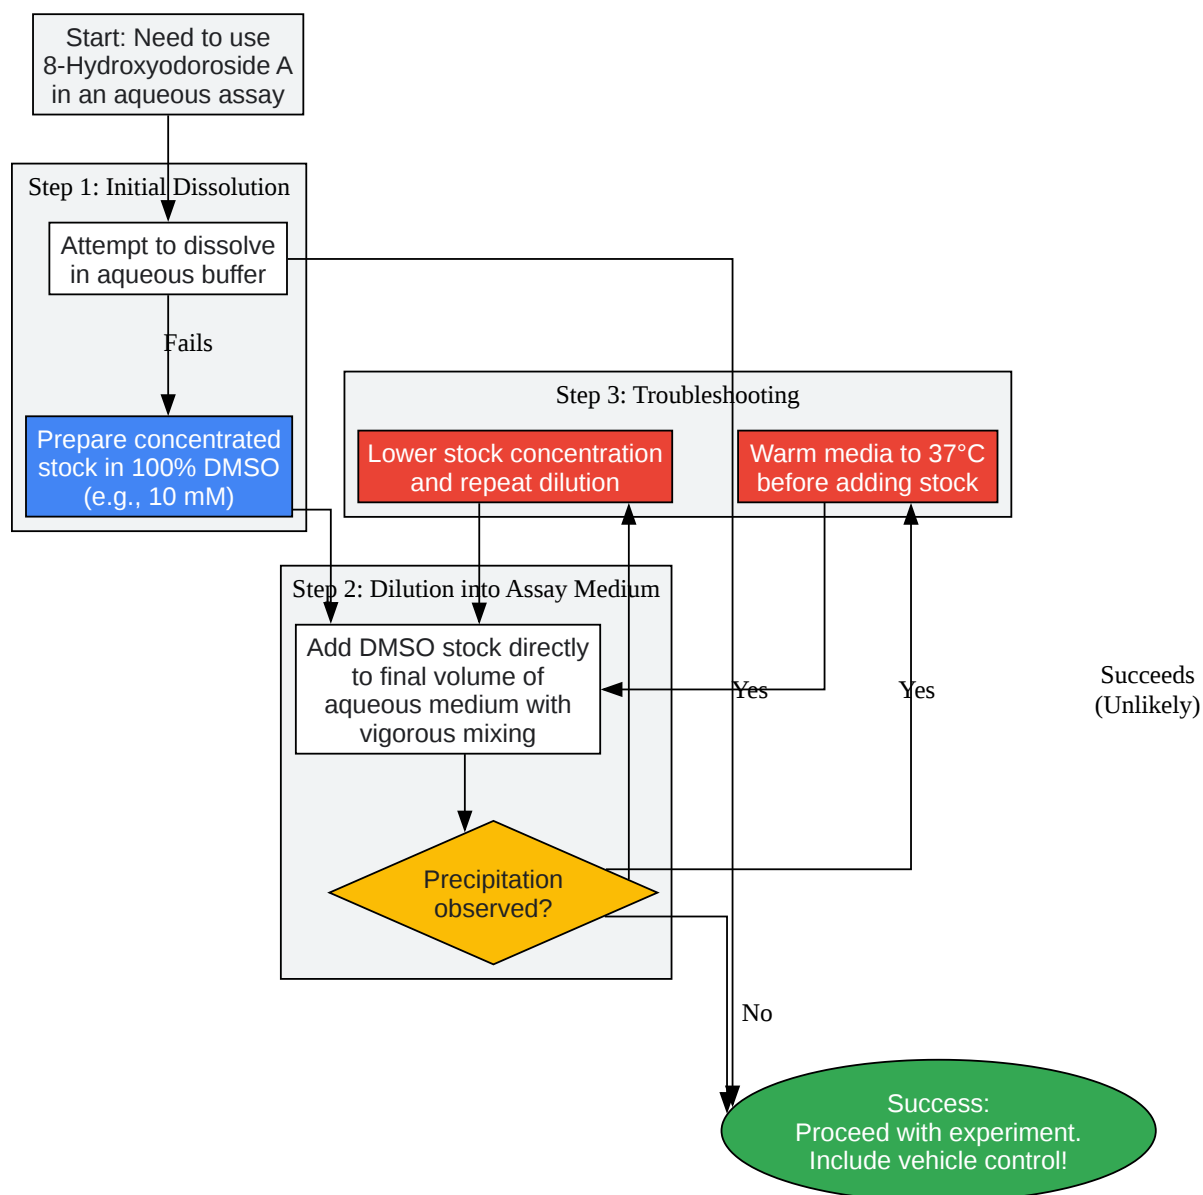 Start: Need to use
8-Hydroxyodoroside A
in an aqueous assay
Step 1: Initial Dissolution
Attempt to dissolve
in aqueous buffer
Fails
Prepare concentrated
stock in 100% DMSO
(e.g., 10 mM)
Step 3: Troubleshooting
Lower stock concentration
and repeat dilution
Warm media to 37°C
before adding stock
Step 2: Dilution into Assay Medium
Add DMSO stock directly
to final volume of
aqueous medium with
vigorous mixing
Yes
Yes
Succeeds
(Unlikely)
Precipitation
observed?
No
Success:
Proceed with experiment.
Include vehicle control!